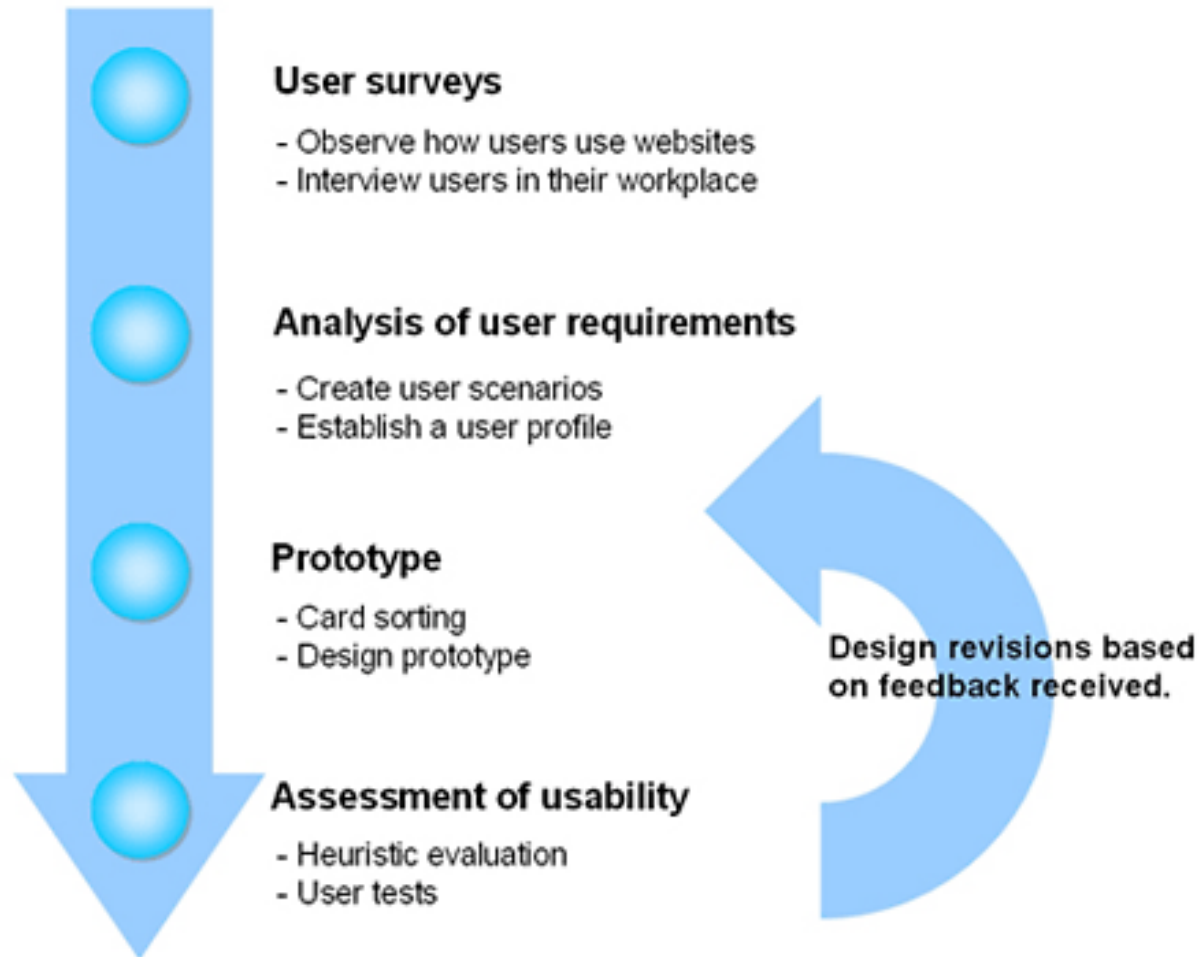 User surveys
- Observe how users use websites
- Interview users in their workplace
Analysis of user requirements
- Create user scenarios
- Establish a user profile
Prototype
- Card sorting
- Design prototype
Design revisions based
on feedback received.
Assessment of usability
- Heuristic evaluation
- User tests